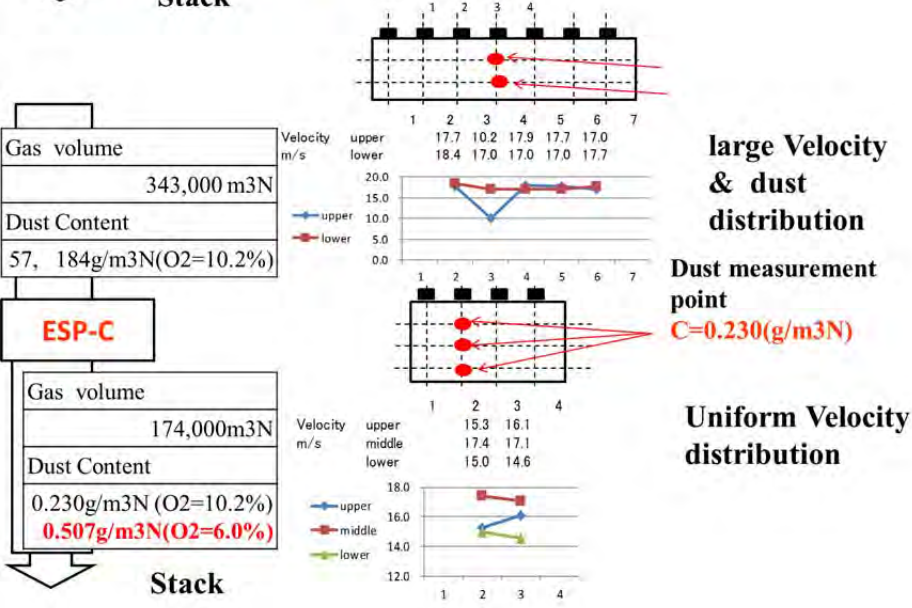 Stack
1 2 3 4
1 2 3 4 5 6 7
Velocity upper 17.7 10.2 17.9 17.7 17.0
m/s lower 18.4 17.0 17.0 17.0 17.7
Gas volume
343,000 m3N
Dust Content
57, 184g/m3N(O2=10.2%)
large Velocity
& dust
distribution
20.0
15.0
10.0
5.0
0.0
upper
lower
1 2 3 4 5 6 7
Dust measurement
point
C=0.230(g/m3N)
ESP-C
Gas volume
174,000m3N
Dust Content
0.230g/m3N (O2=10.2%)
0.507g/m3N(O2=6.0%)
1 2 3 4
Velocity upper 15.3 16.1
m/s middle 17.4 17.1
lower 15.0 14.6
Uniform Velocity
distribution
18.0
16.0
14.0
12.0
upper
middle
lower
1 2 3 4
Stack